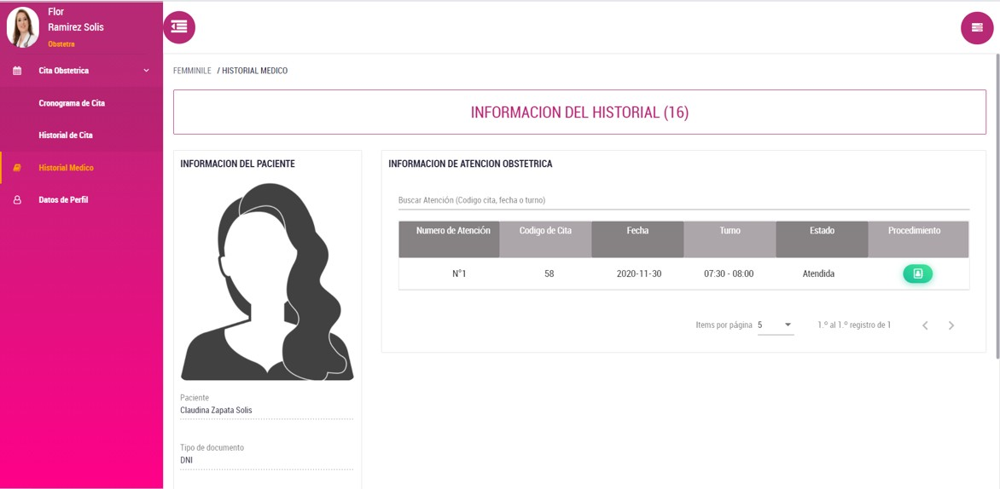 Flor
Ramirez Solis
Obstetra
Cita Obstetrica
Cronograma de Cita
Historial de Cita
Historial Medico
Datos de Perfil
FEMMINILE / HISTORIAL MEDICO
INFORMACION DEL HISTORIAL (16)
INFORMACION DEL PACIENTE
Paciente
Claudina Zapata Solis
Tipo de documento
DNI
INFORMACION DE ATENCION OBSTETRICA
Buscar Atención (Codigo cita, fecha o turno)
Numero de Atención Codigo de Cita Fecha Turno Estado Procedimiento
N°1 58 2020-11-30 07:30 - 08:00 Atendida
Items por página 5 1.º al 1.º registro de 1